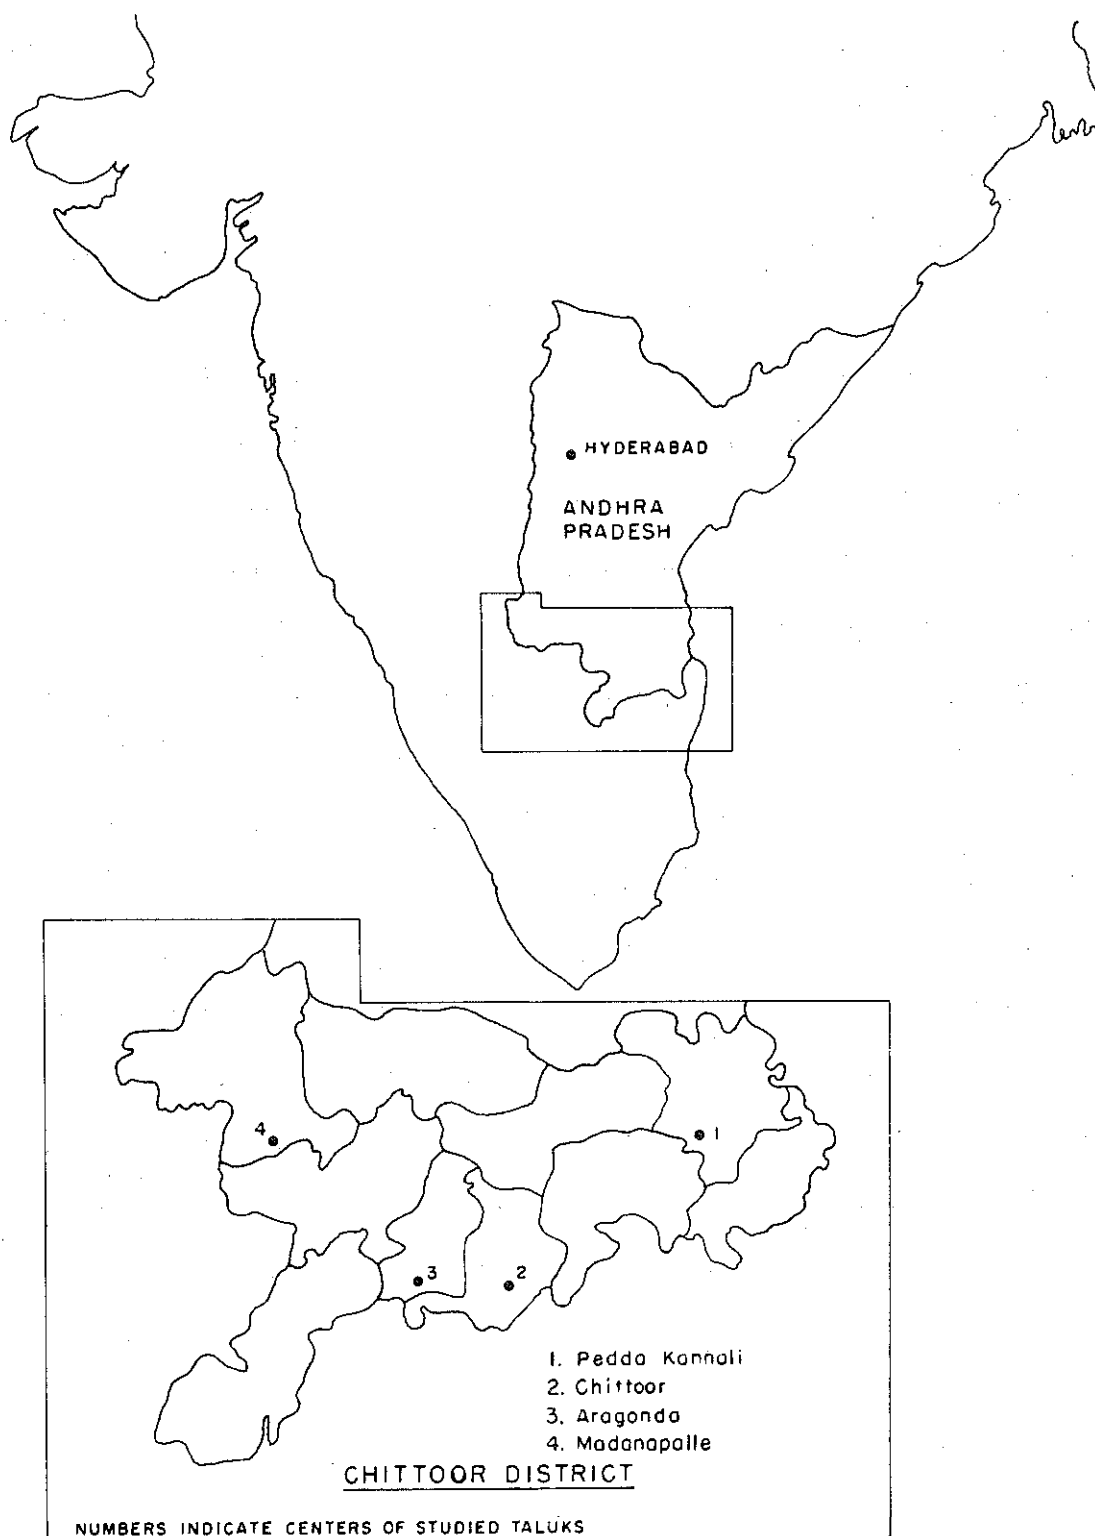 HYDERABAD
ANDHRA
PRADESH
4
1
3
2
1. Pedda Kannali
2. Chittoor
3. Aragonda
4. Madanapalle
CHITTOOR DISTRICT
NUMBERS INDICATE CENTERS OF STUDIED TALUKS